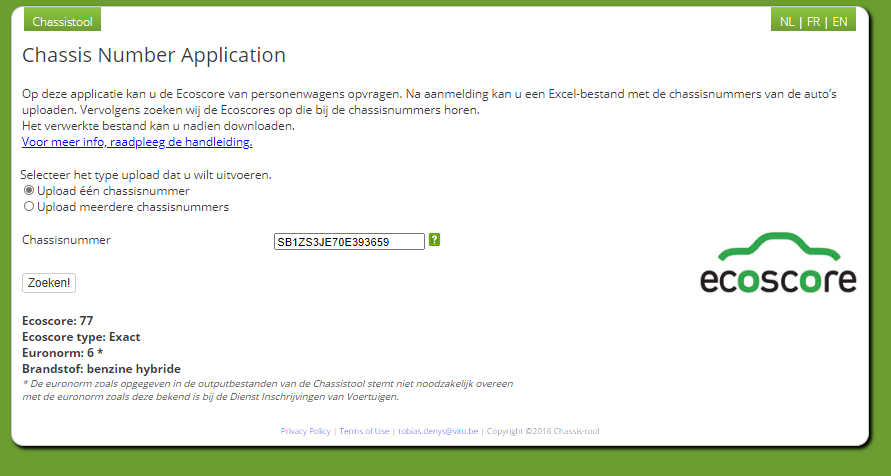 Chassistool
NL | FR | EN
Chassis Number Application
Op deze applicatie kan u de Ecoscore van personenwagens opvragen. Na aanmelding kan u een Excel-bestand met de chassisnummers van de auto's
uploaden. Vervolgens zoeken wij de Ecoscores op die bij de chassisnummers horen.
Het verwerkte bestand kan u nadien downloaden.
Voor meer info, raadpleeg de handleiding.
Selecteer het type upload dat u wilt uitvoeren.
Upload één chassisnummer
Upload meerdere chassisnummers
Chassisnummer
SB1ZS3JE70E393659
?
ecoscore
Zoeken!
Ecoscore: 77
Ecoscore type: Exact
Euronorm: 6 *
Brandstof: benzine hybride
* De euronorm zoals opgegeven in de outputbestanden van de Chassistool stemt niet noodzakelijk overeen
met de euronorm zoals deze bekend is bij de Dienst Inschrijvingen van Voertuigen.
Privacy Policy | Terms of Use | tobias.denys@vito.be | Copyright ©2016 Chassis-tool